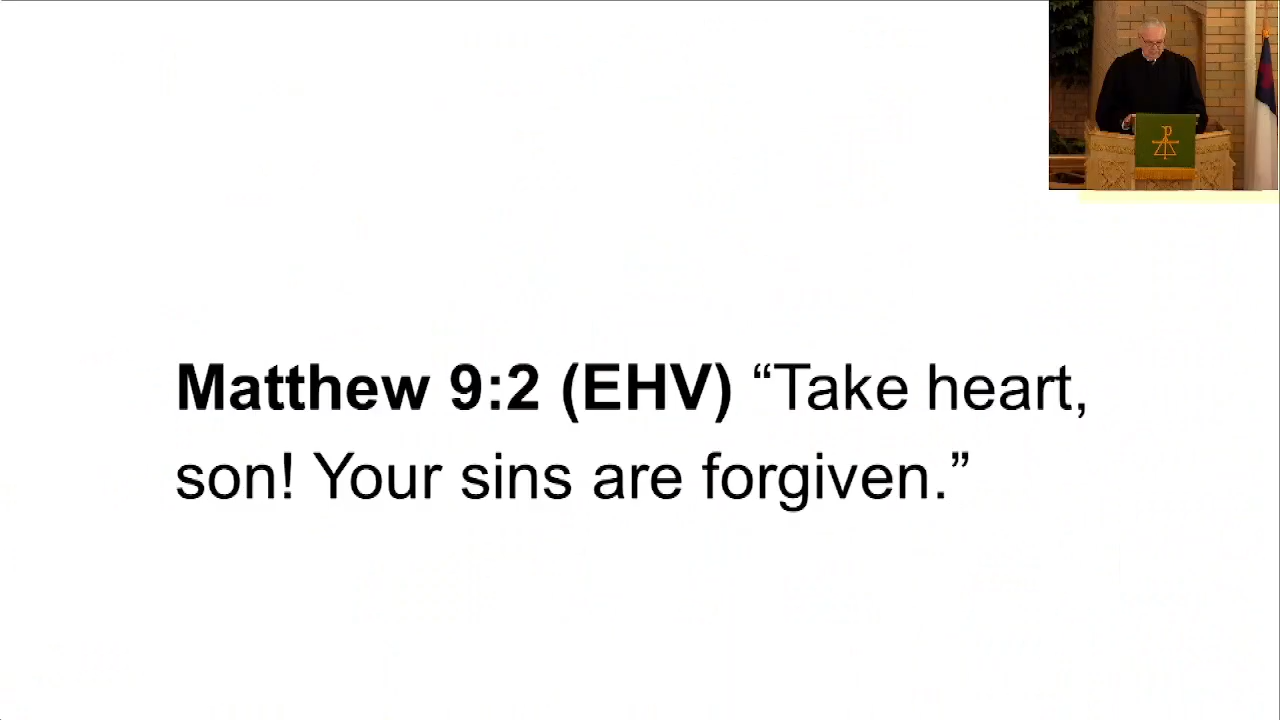 Matthew 9:2 (EHV) “Take heart,
son! Your sins are forgiven.”